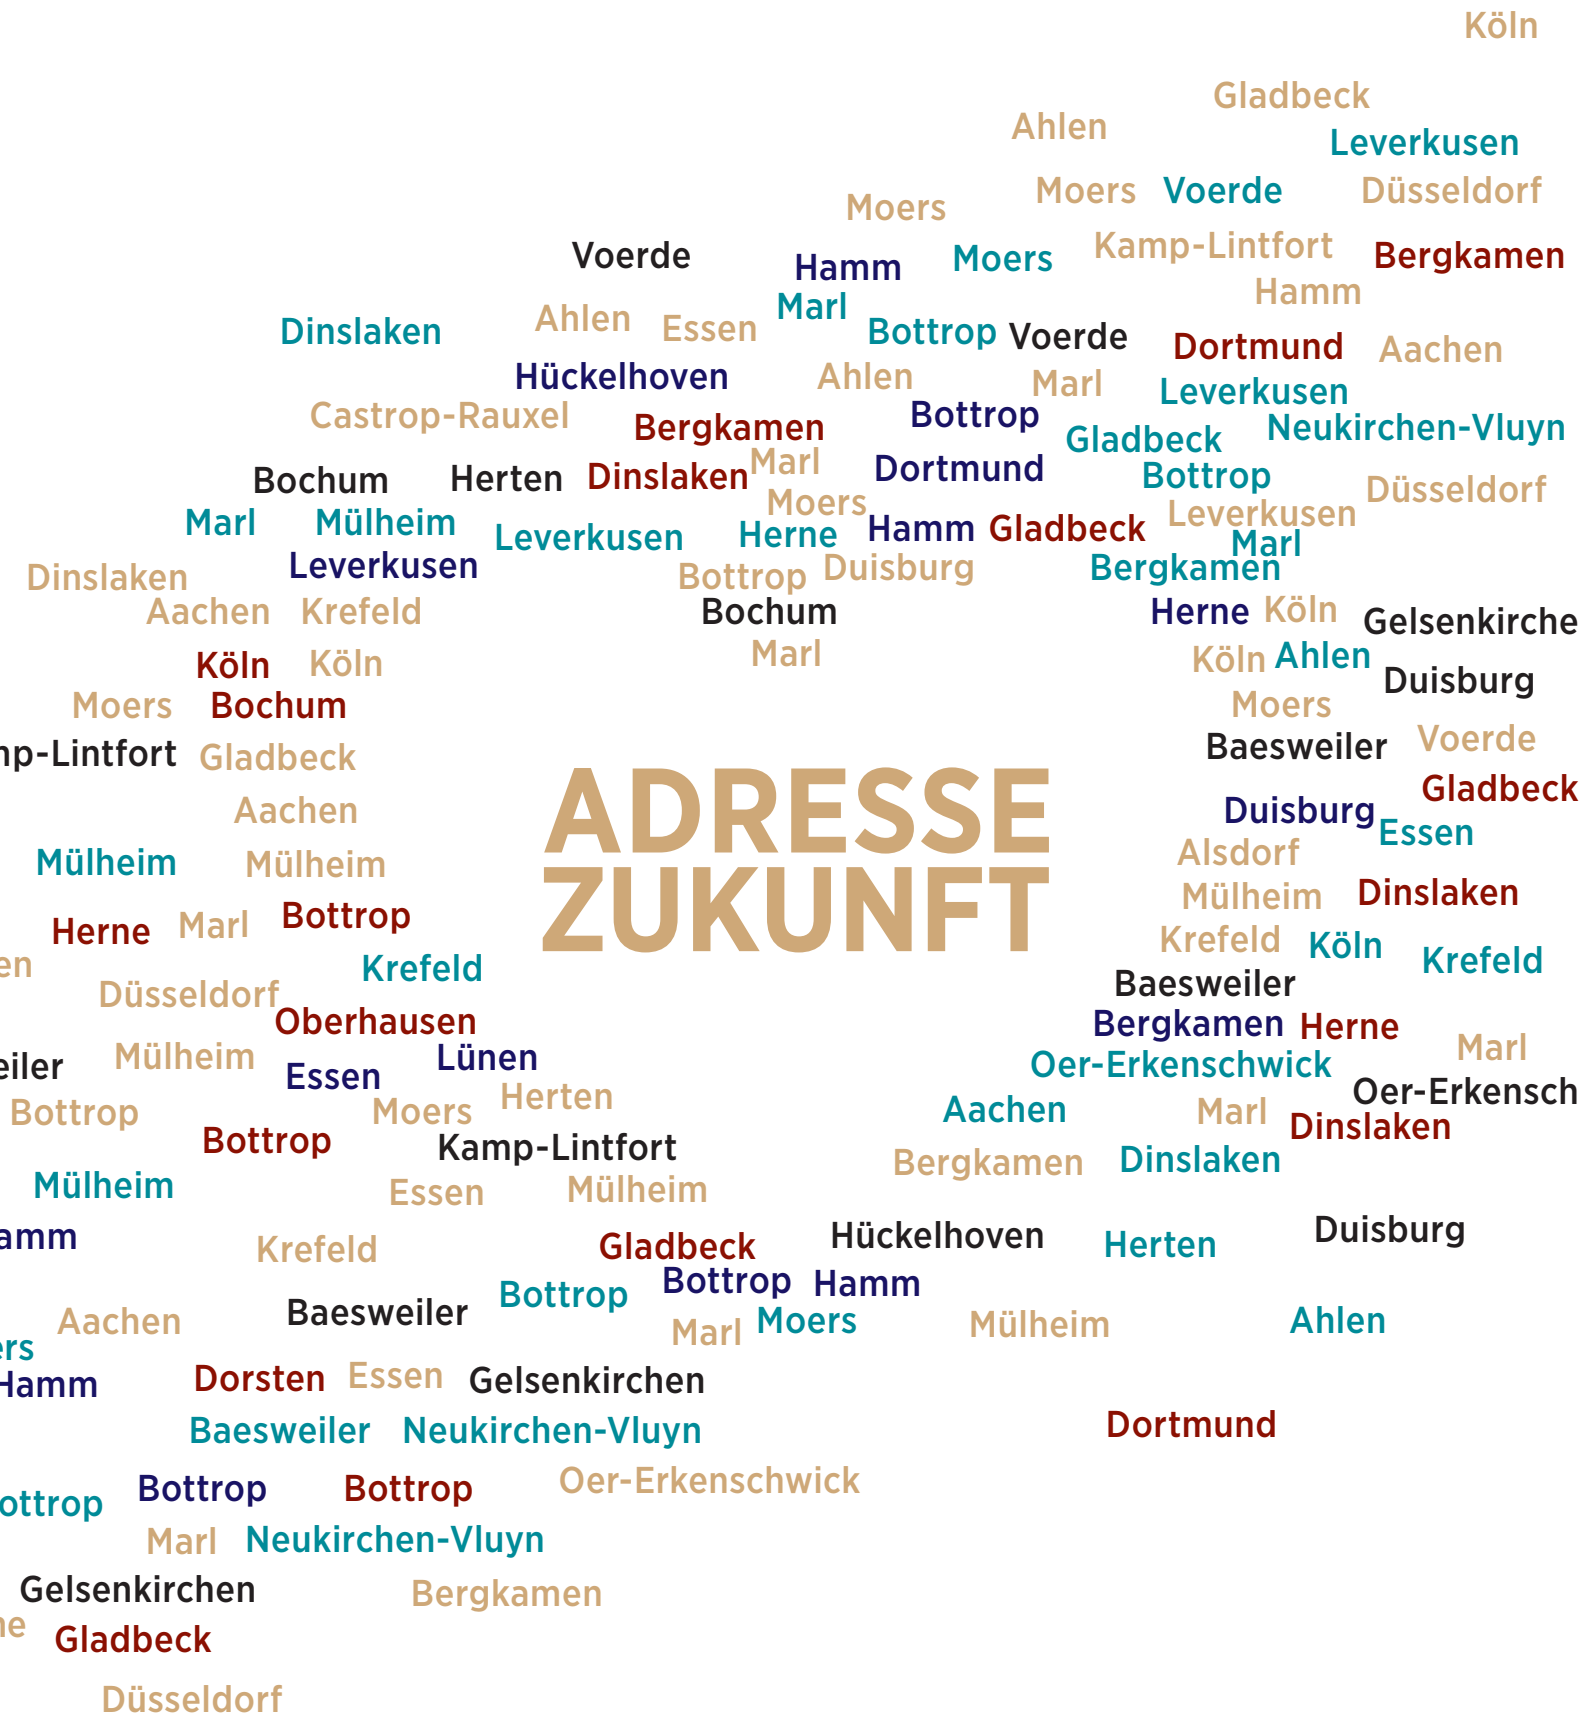 Köln
Gladbeck
Ahlen
Leverkusen
Moers Voerde Düsseldorf
Moers
Kamp-Lintfort Bergkamen
Voerde Hamm Moers
Hamm
Marl
Dinslaken Ahlen Essen Bottrop Voerde Dortmund Aachen
Hückelhoven Ahlen Marl Leverkusen
Castrop-Rauxel Bergkamen Bottrop Gladbeck Neukirchen-Vluyn
Bochum Herten Dinslaken Marl Dortmund Bottrop Düsseldorf
Moers Leverkusen
Marl Mülheim Leverkusen Herne Hamm Gladbeck Marl
Dinslaken Leverkusen Bottrop Duisburg Bergkamen
Aachen Krefeld Bochum Herne Köln Gelsenkirche
Köln Köln Marl Köln Ahlen Duisburg
Moers Bochum Moers
mp-Lintfort Gladbeck Baesweiler Voerde
Gladbeck
Aachen Duisburg Essen
ADRESSE
ZUKUNFT
Mülheim Mülheim Alsdorf
Mülheim Dinslaken
Herne Marl Bottrop Krefeld Köln Krefeld
en Krefeld Baesweiler
Düsseldorf
Oberhausen Bergkamen Herne
eiler Mülheim Essen Lünen Oer-Erkenschwick Marl
Oer-Erkensch
Bottrop Moers Herten Aachen Marl Dinslaken
Bottrop Kamp-Lintfort Bergkamen Dinslaken
Mülheim Essen Mülheim
amm Krefeld Gladbeck Hückelhoven Herten Duisburg
Bottrop Bottrop Hamm
Aachen Baesweiler Marl Moers Mülheim Ahlen
ers
Hamm Dorsten Essen Gelsenkirchen
Baesweiler Neukirchen-Vluyn Dortmund
ottrop Bottrop Bottrop Oer-Erkenschwick
Marl Neukirchen-Vluyn
Gelsenkirchen Bergkamen
ne Gladbeck
Düsseldorf